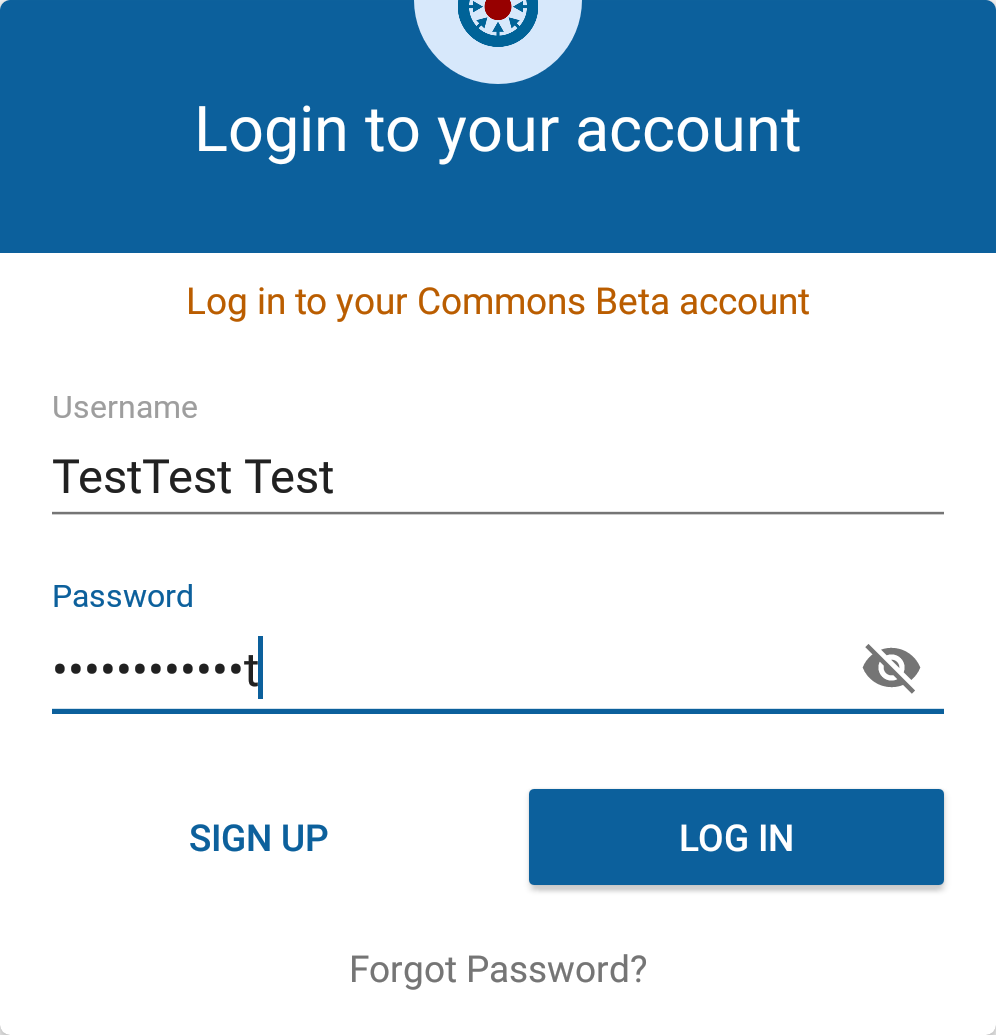 Login to your account
Log in to your Commons Beta account
Username
TestTest Test
Password
••••••••••••t
SIGN UP
LOG IN
Forgot Password?